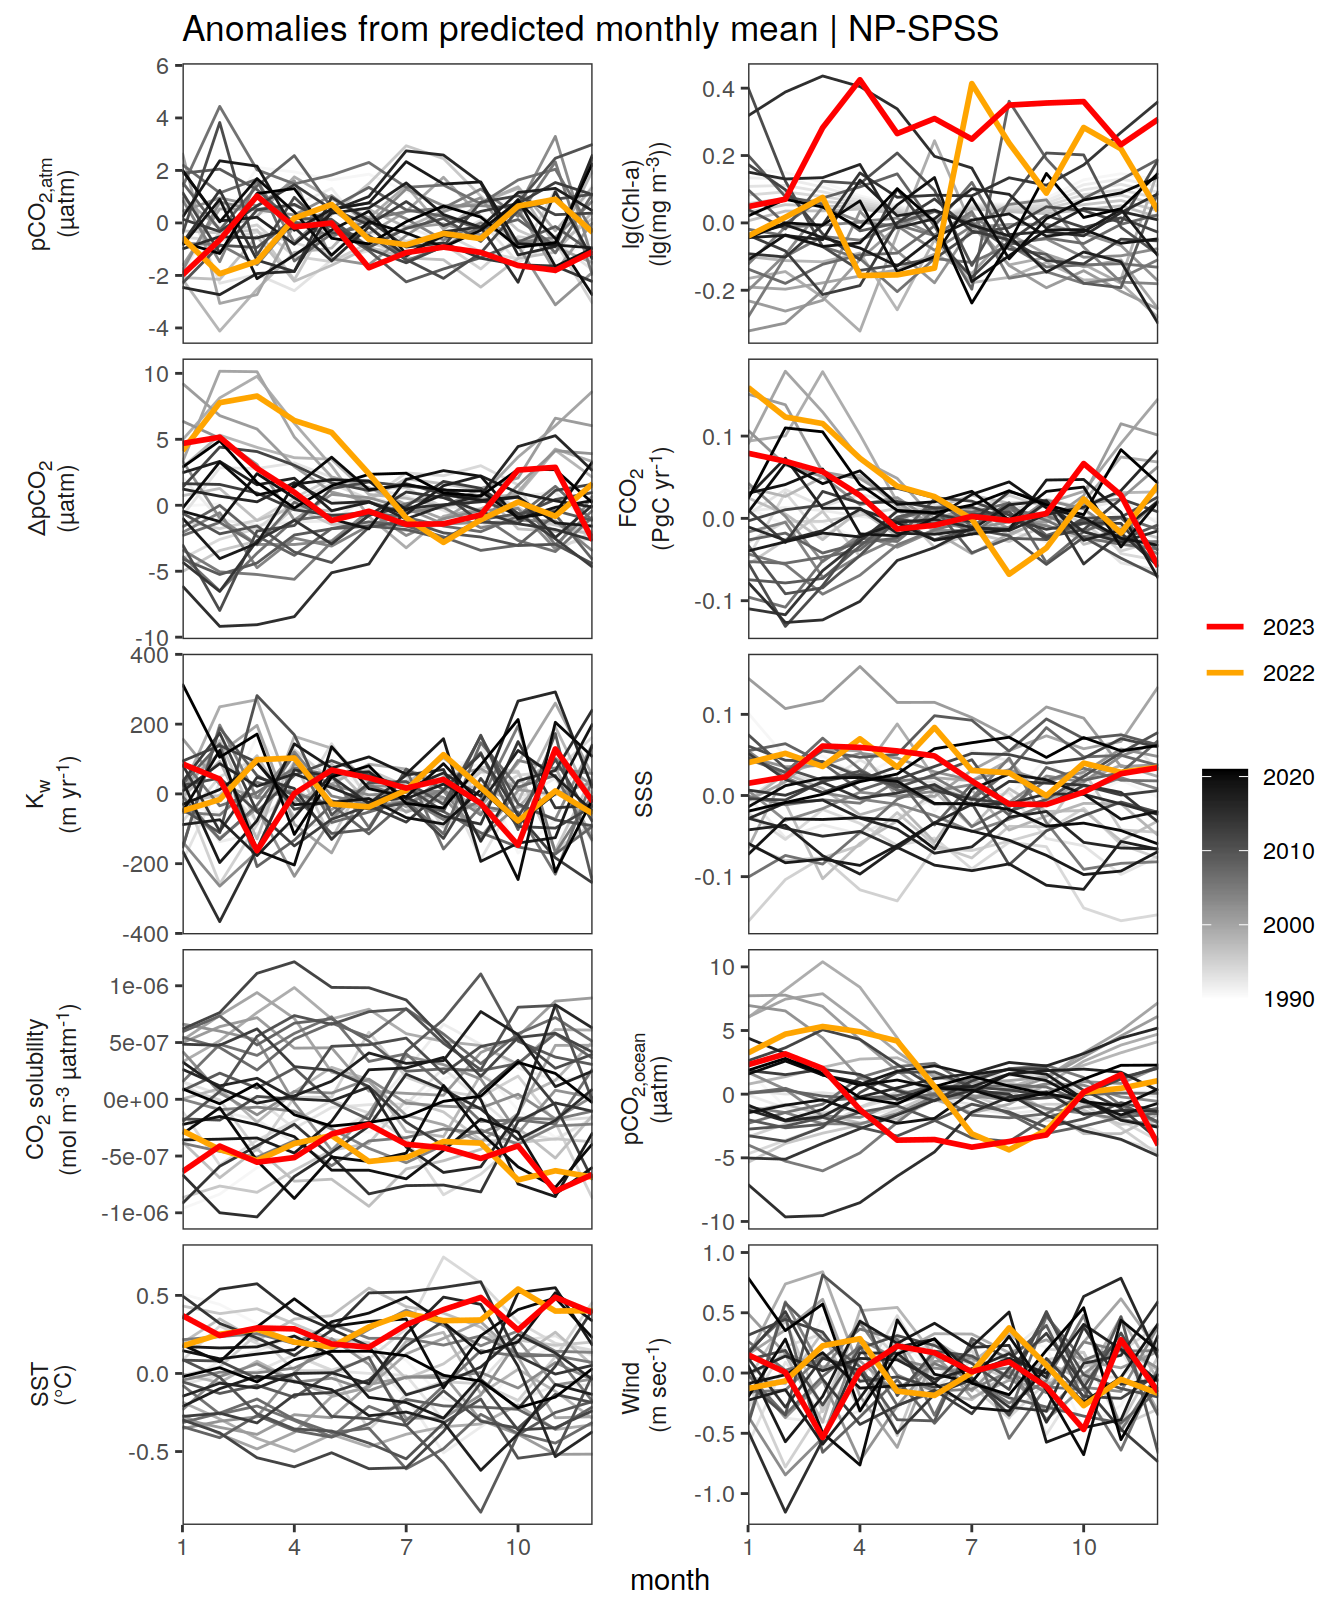 Anomalies from predicted monthly mean | NP-SPSS
pCO2,atm
(µatm)
6
4
2
0
-2
-4
lg(Chl-a)
(lg(mg m-3))
0.4
0.2
0.0
-0.2
ΔpCO2
(µatm)
10
5
0
-5
-10
FCO2
(PgC yr-1)
0.1
0.0
-0.1
Kw
(m yr-1)
400
200
0
-200
-400
SSS
0.1
0.0
-0.1
CO2 solubility
(mol m-3 µatm-1)
1e-06
5e-07
0e+00
-5e-07
-1e-06
pCO2,ocean
(µatm)
10
5
0
-5
-10
SST
(°C)
0.5
0.0
-0.5
Wind
(m sec-1)
1.0
0.5
0.0
-0.5
-1.0
1 4 7 10
1 4 7 10
month
2023
2022
2020
2010
2000
1990